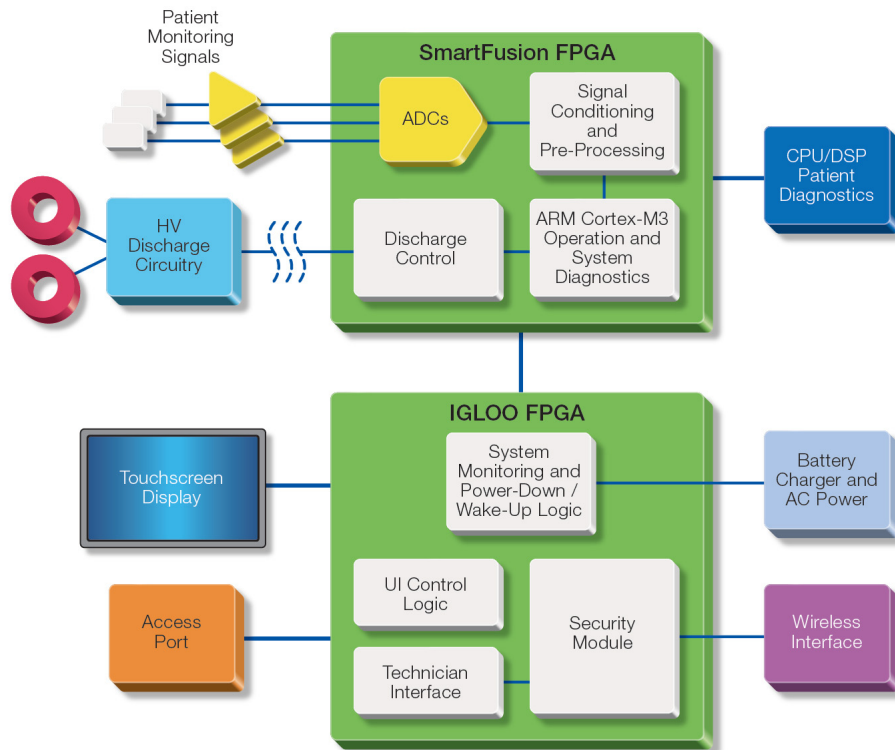 Patient
Monitoring
Signals
SmartFusion FPGA
ADCs
Signal
Conditioning
and
Pre-Processing
CPU/DSP
Patient
Diagnostics
HV
Discharge
Circuitry
Discharge
Control
ARM Cortex-M3
Operation and
System
Diagnostics
IGLOO FPGA
Touchscreen
Display
System
Monitoring and
Power-Down /
Wake-Up Logic
Battery
Charger and
AC Power
Access
Port
UI Control
Logic
Technician
Interface
Security
Module
Wireless
Interface